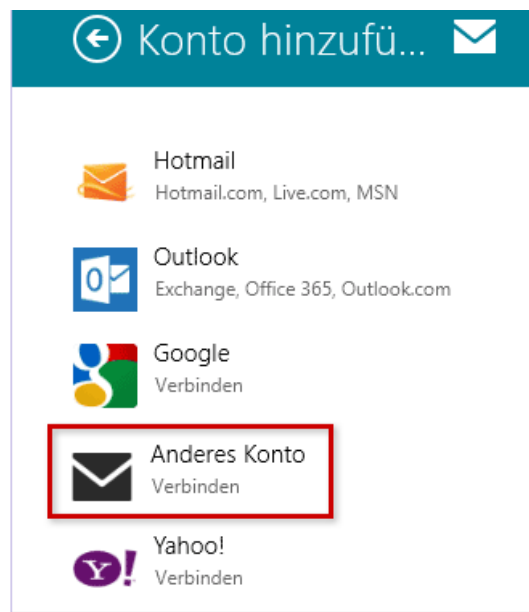 Konto hinzufü...
Hotmail
Hotmail.com, Live.com, MSN
Outlook
Exchange, Office 365, Outlook.com
Google
Verbinden
Anderes Konto
Verbinden
Yahoo!
Verbinden